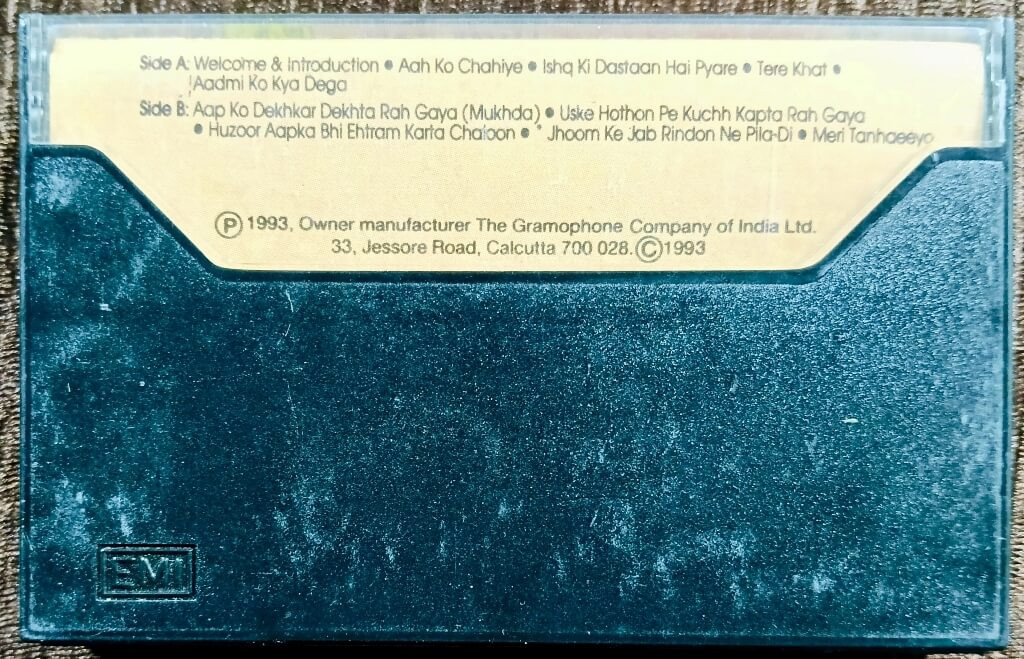 Side A: Welcome & Introduction • Aah Ko Chahiye • Ishq Ki Dastaan Hai Pyare • Tere Khat •
Aadmi Ko Kya Dega
Side B: Aap Ko Dekhkar Dekhta Rah Gaya (Mukhda) • Uske Hothon Pe Kuchh Kapta Rah Gaya
• Huzoor Aapka Bhi Ehtram Karta Chaloon • * Jhoom Ke Jab Rindon Ne Pila-Di • Meri Tanhaeeyo
Ⓟ 1993, Owner manufacturer The Gramophone Company of India Ltd.
33, Jessore Road, Calcutta 700 028. © 1993
EMI